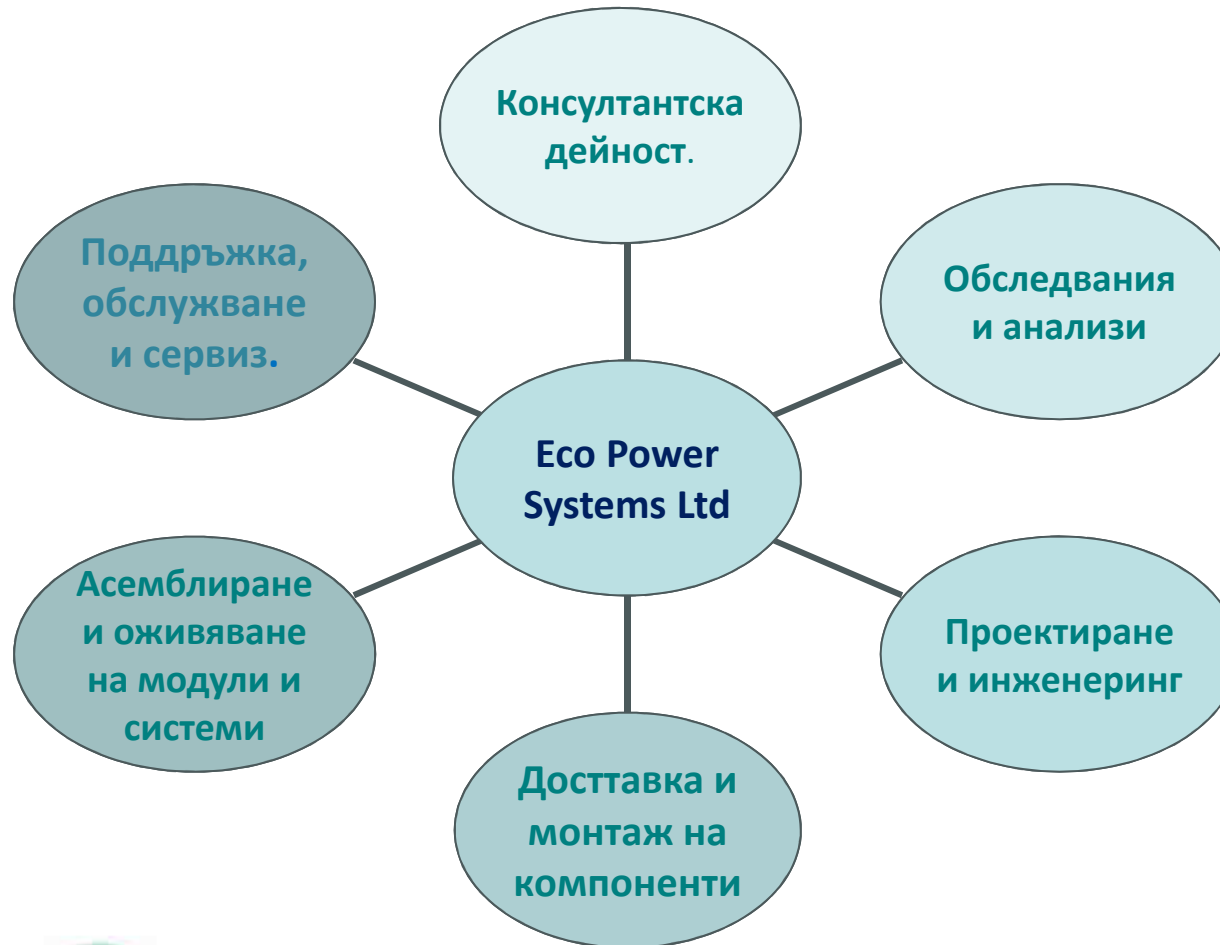 Консултантска
дейност.
Обследвания
и анализи
Проектиране
и инженеринг
Досттавка и
монтаж на
компоненти
Асемблиране
и оживяване
на модули и
системи
Поддръжка,
обслужване
и сервиз.
Eco Power
Systems Ltd